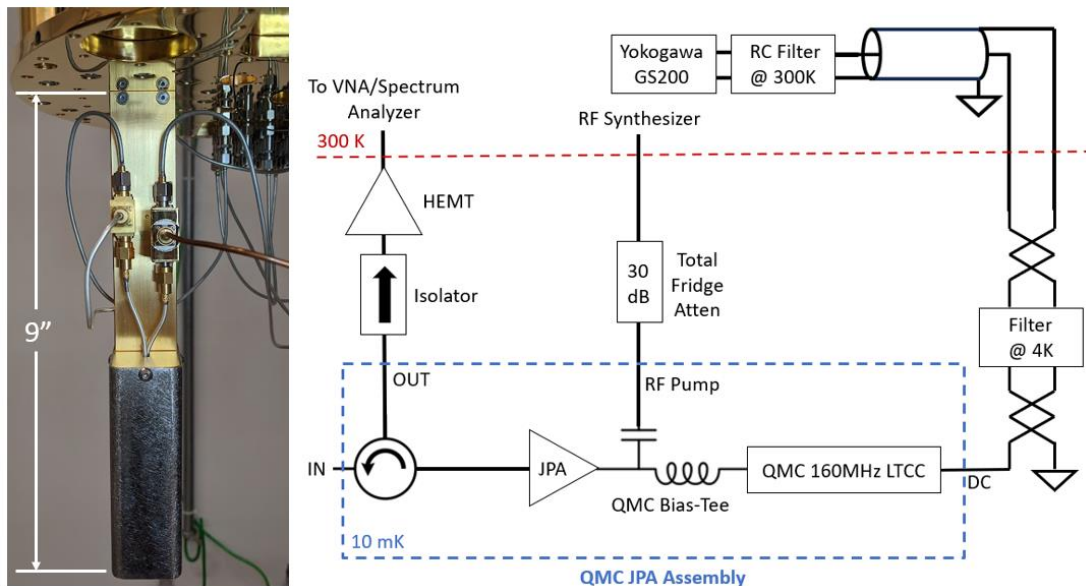 9”
To VNA/Spectrum
Analyzer
300 K
HEMT
Isolator
OUT
IN
10 mK
RF Synthesizer
30
dB
Total
Fridge
Atten
RF Pump
JPA
QMC Bias-Tee
QMC 160MHz LTCC
DC
QMC JPA Assembly
Yokogawa
GS200
RC Filter
@ 300K
Filter
@ 4K